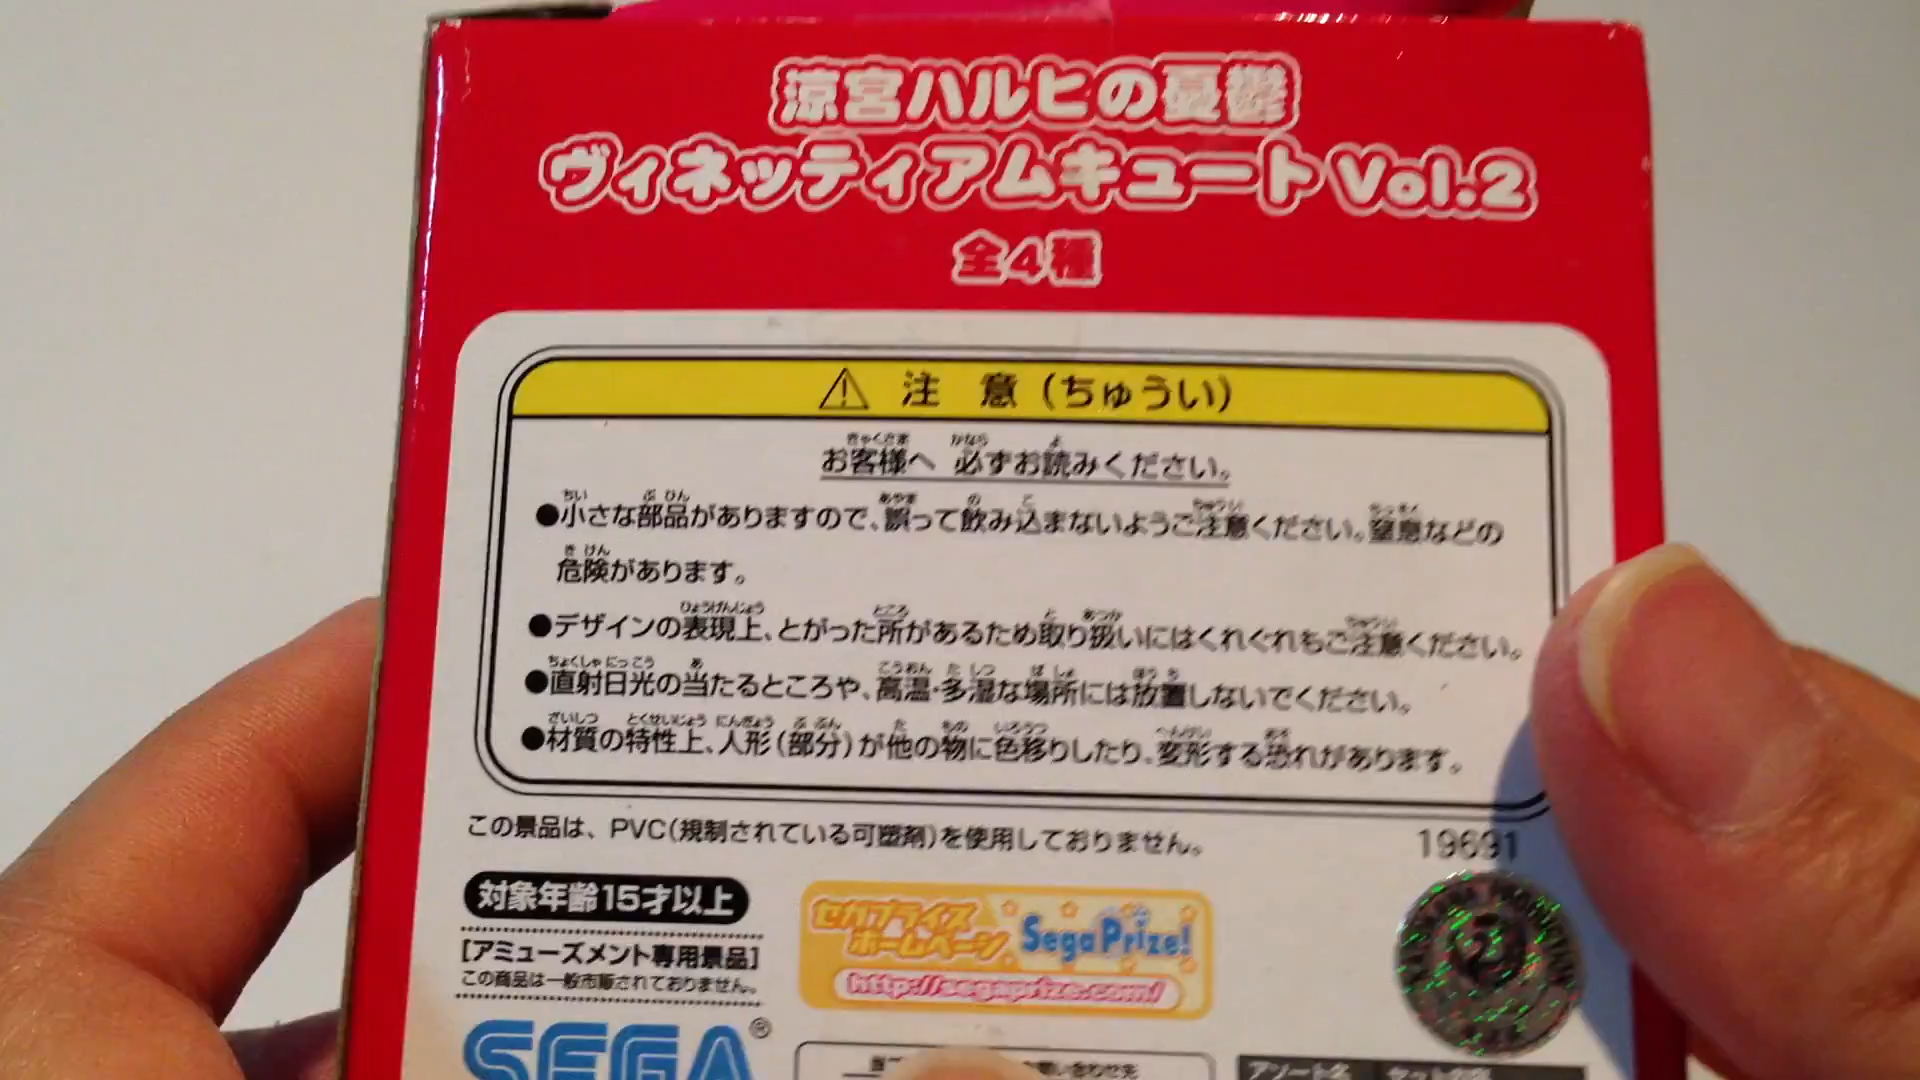 涼宮ハルヒの憂鬱
ヴィネッティアムキュート Vol.2
全4種
注 意(ちゅうい)
お客様へ 必ずお読みください。
●小さな部品がありますので、誤って飲み込まないようご注意ください。窒息などの
危険があります。
●デザインの表現上、とがった所があるため取り扱いにはくれぐれもご注意ください。
●直射日光の当たるところや、高温・多湿な場所には放置しないでください。
●材質の特性上、人形(部分)が他の物に色移りしたり、変形する恐れがあります。
この景品は、PVC(規制されている可塑剤)を使用しておりません。
19691
対象年齢15才以上
[アミューズメント専用景品]
この商品は一般市販されておりません。
セガプライズ
ホームページ
Sega Prize!
http://segaprize.com/
SEGA®
アソート名